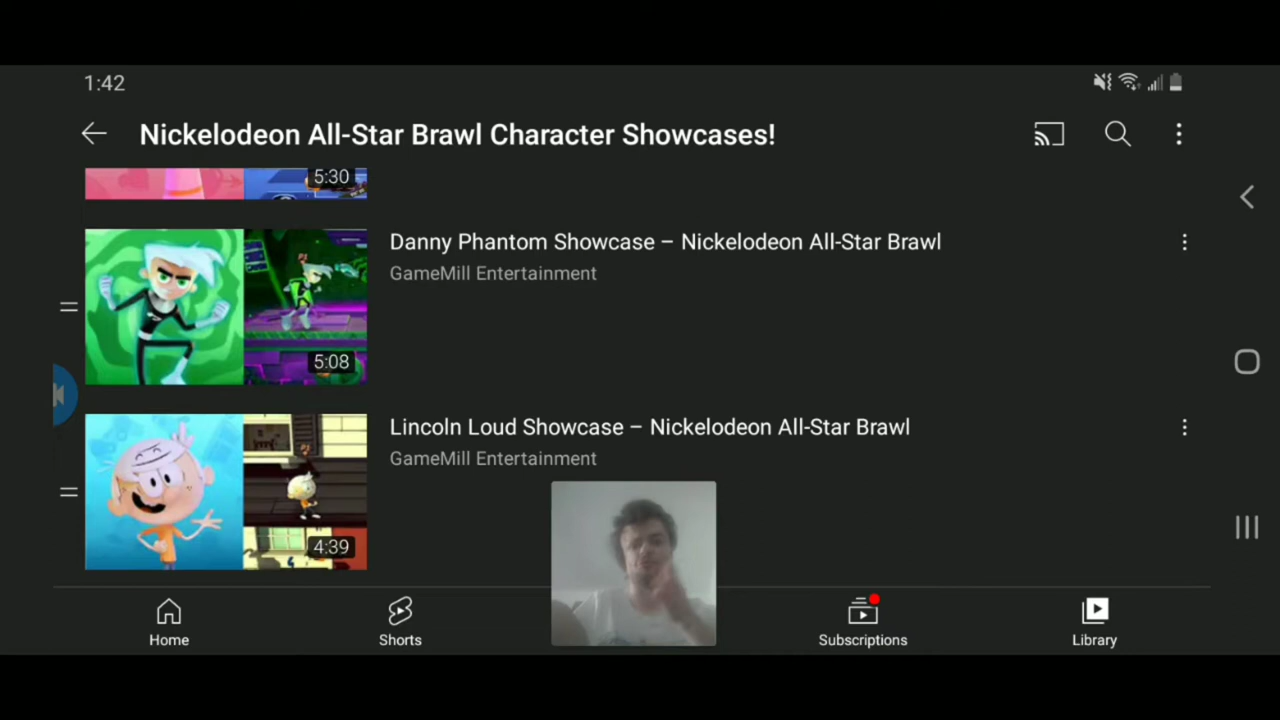 1:42
Nickelodeon All-Star Brawl Character Showcases!
5:30
Danny Phantom Showcase – Nickelodeon All-Star Brawl
GameMill Entertainment
5:08
Lincoln Loud Showcase – Nickelodeon All-Star Brawl
GameMill Entertainment
4:39
Home
Shorts
Subscriptions
Library